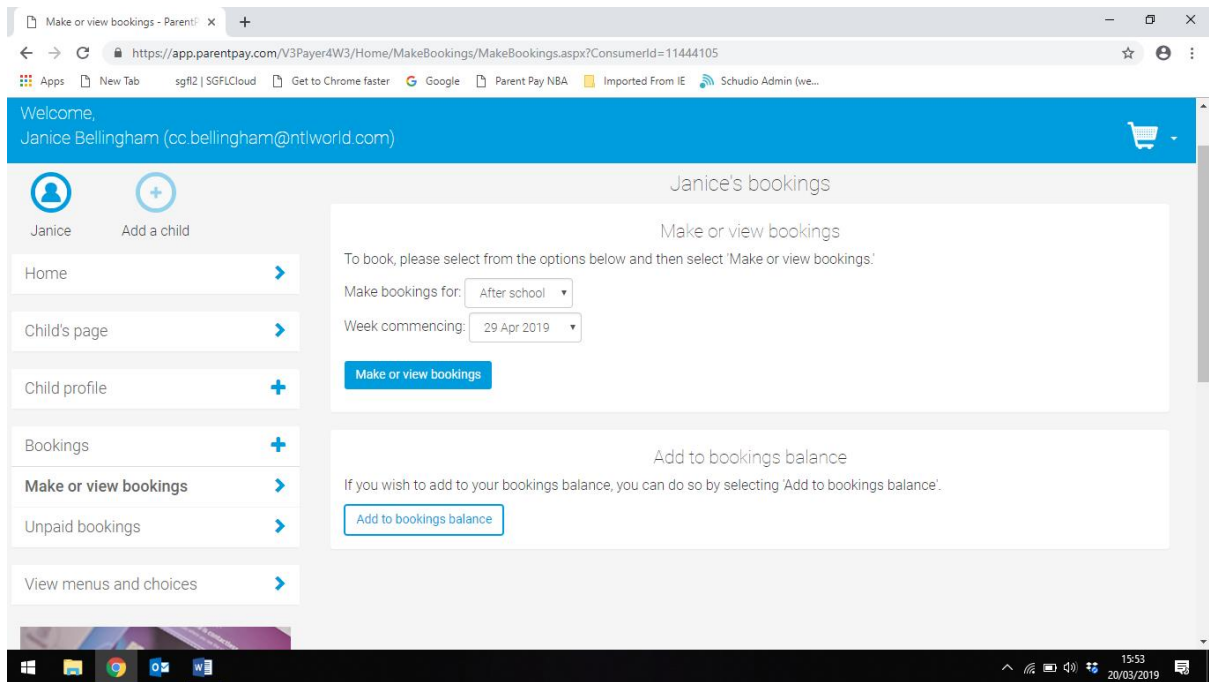 Make or view bookings - ParentP
https://app.parentpay.com/V3Payer4W3/Home/MakeBookings/MakeBookings.aspx?ConsumerId=11444105
Apps New Tab sgfl2 | SGFLCloud Get to Chrome faster Google Parent Pay NBA Imported From IE Schudio Admin (we...
Welcome,
Janice Bellingham (cc.bellingham@ntlworld.com)
Janice
Add a child
Home
Child's page
Child profile
Bookings
Make or view bookings
Unpaid bookings
View menus and choices
Janice's bookings
Make or view bookings
To book, please select from the options below and then select 'Make or view bookings.'
Make bookings for: After school
Week commencing: 29 Apr 2019
Make or view bookings
Add to bookings balance
If you wish to add to your bookings balance, you can do so by selecting 'Add to bookings balance'.
Add to bookings balance
15:53
20/03/2019